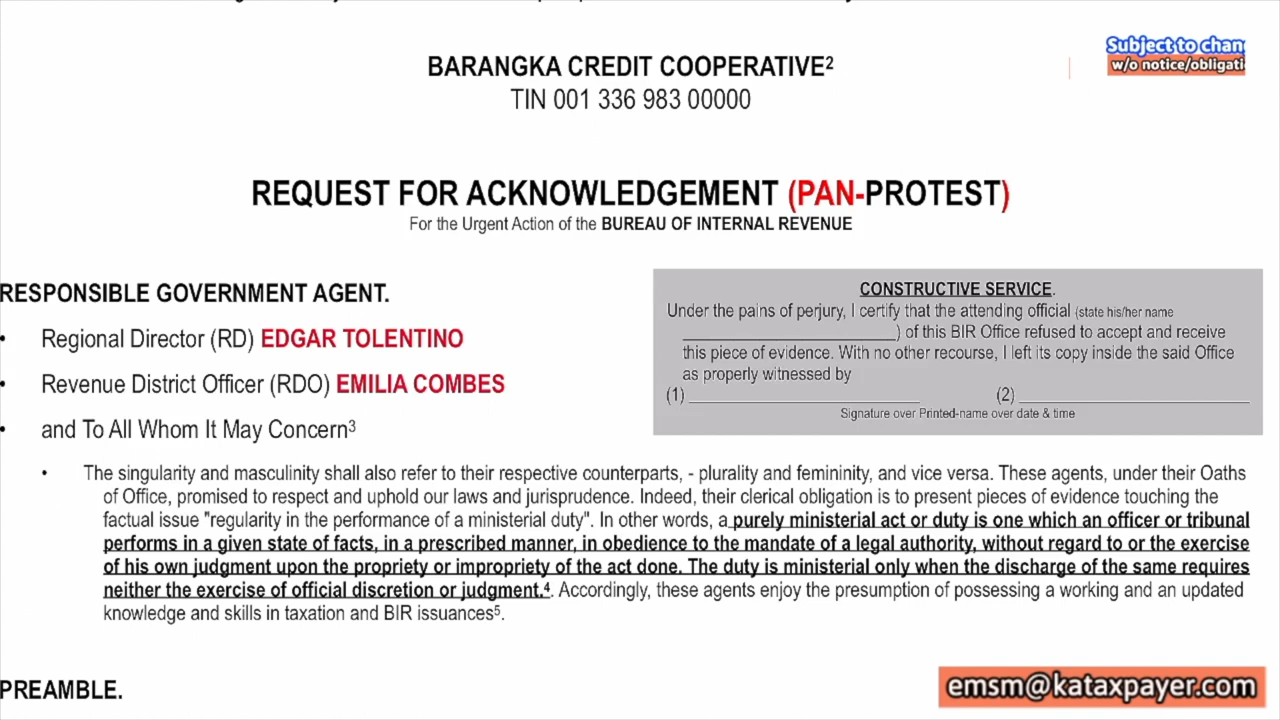 BARANGKA CREDIT COOPERATIVE²
Subject to chan
w/o notice/obligati
TIN 001 336 983 00000
REQUEST FOR ACKNOWLEDGEMENT (PAN-PROTEST)
For the Urgent Action of the BUREAU OF INTERNAL REVENUE
RESPONSIBLE GOVERNMENT AGENT.
• Regional Director (RD) EDGAR TOLENTINO
• Revenue District Officer (RDO) EMILIA COMBES
• and To All Whom It May Concern³
CONSTRUCTIVE SERVICE.
Under the pains of perjury, I certify that the attending official (state his/her name
______________________) of this BIR Office refused to accept and receive
this piece of evidence. With no other recourse, I left its copy inside the said Office
as properly witnessed by
(1) ______________________ (2) ______________________
Signature over Printed-name over date & time
• The singularity and masculinity shall also refer to their respective counterparts, - plurality and femininity, and vice versa. These agents, under their Oaths
of Office, promised to respect and uphold our laws and jurisprudence. Indeed, their clerical obligation is to present pieces of evidence touching the
factual issue "regularity in the performance of a ministerial duty". In other words, a purely ministerial act or duty is one which an officer or tribunal
performs in a given state of facts, in a prescribed manner, in obedience to the mandate of a legal authority, without regard to or the exercise
of his own judgment upon the propriety or impropriety of the act done. The duty is ministerial only when the discharge of the same requires
neither the exercise of official discretion or judgment.⁴. Accordingly, these agents enjoy the presumption of possessing a working and an updated
knowledge and skills in taxation and BIR issuances⁵.
PREAMBLE.
emsm@kataxpayer.com